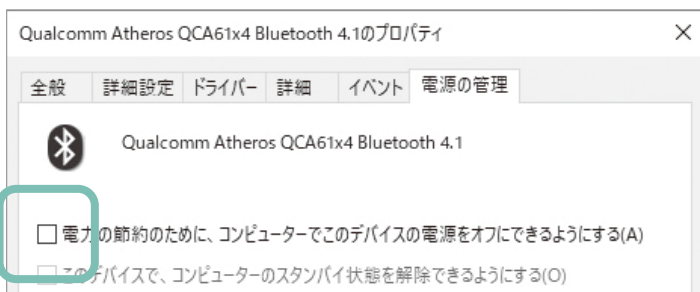 Qualcomm Atheros QCA61x4 Bluetooth 4.1のプロパティ
全般 詳細設定 ドライバー 詳細 イベント 電源の管理
Qualcomm Atheros QCA61x4 Bluetooth 4.1
電力の節約のために、コンピューターでこのデバイスの電源をオフにできるようにする(A)
このデバイスで、コンピューターのスタンバイ状態を解除できるようにする(O)